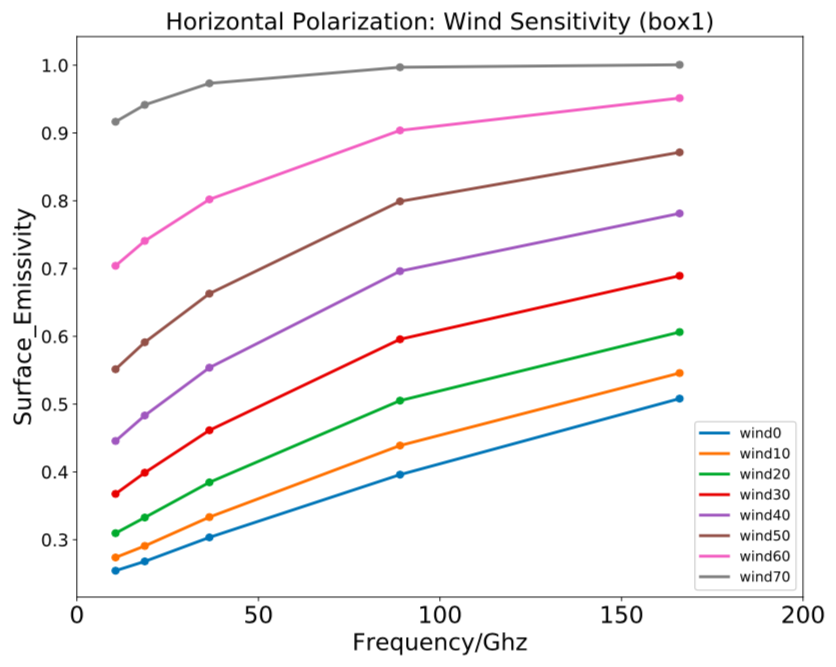 Horizontal Polarization: Wind Sensitivity (box1)
1.0
0.9
0.8
0.7
0.6
0.5
0.4
0.3
Surface_Emissivity
wind0
wind10
wind20
wind30
wind40
wind50
wind60
wind70
0 50 100 150 200
Frequency/Ghz